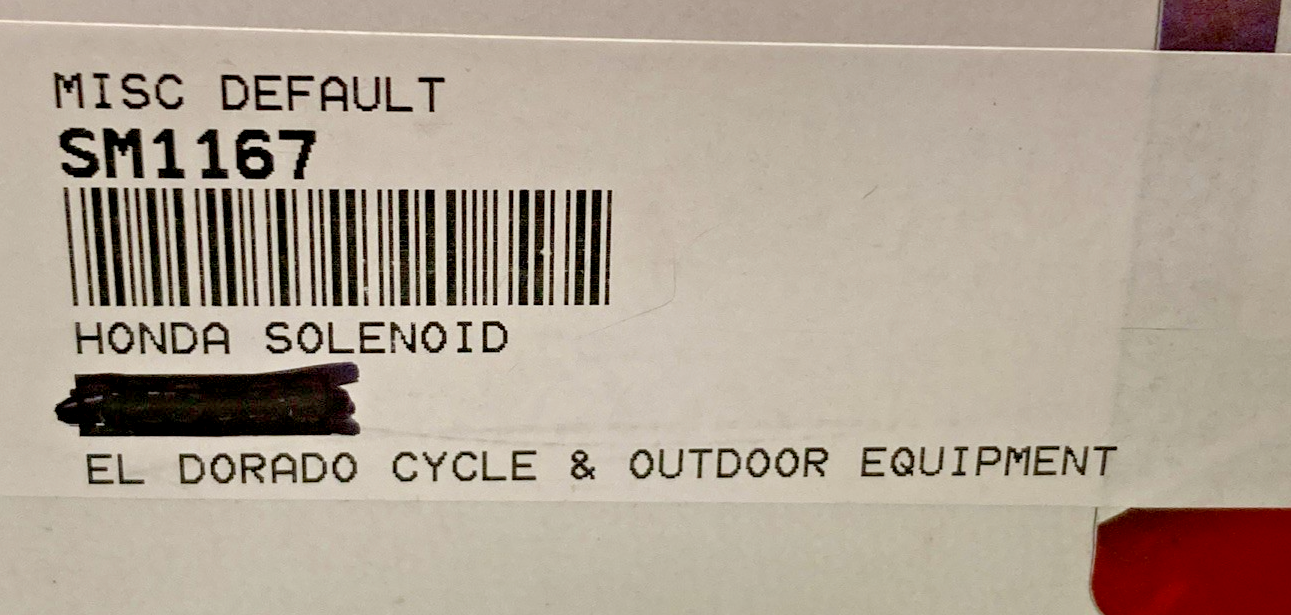 MISC DEFAULT
SM1167
HONDA SOLENOID
EL DORADO CYCLE & OUTDOOR EQUIPMENT